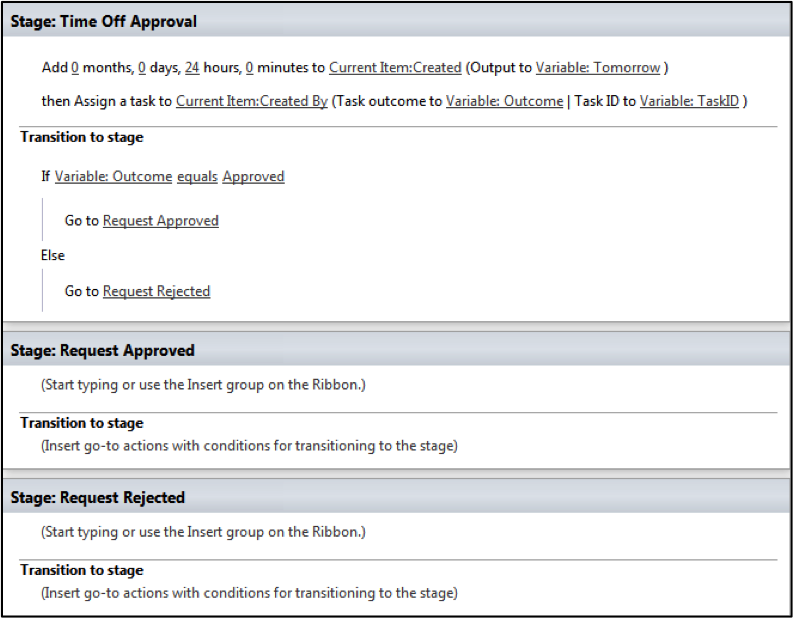 Stage: Time Off Approval
Add 0 months, 0 days, 24 hours, 0 minutes to Current Item:Created (Output to Variable: Tomorrow )
then Assign a task to Current Item:Created By (Task outcome to Variable: Outcome | Task ID to Variable: TaskID )
Transition to stage
If Variable: Outcome equals Approved
Go to Request Approved
Else
Go to Request Rejected
Stage: Request Approved
(Start typing or use the Insert group on the Ribbon.)
Transition to stage
(Insert go-to actions with conditions for transitioning to the stage)
Stage: Request Rejected
(Start typing or use the Insert group on the Ribbon.)
Transition to stage
(Insert go-to actions with conditions for transitioning to the stage)